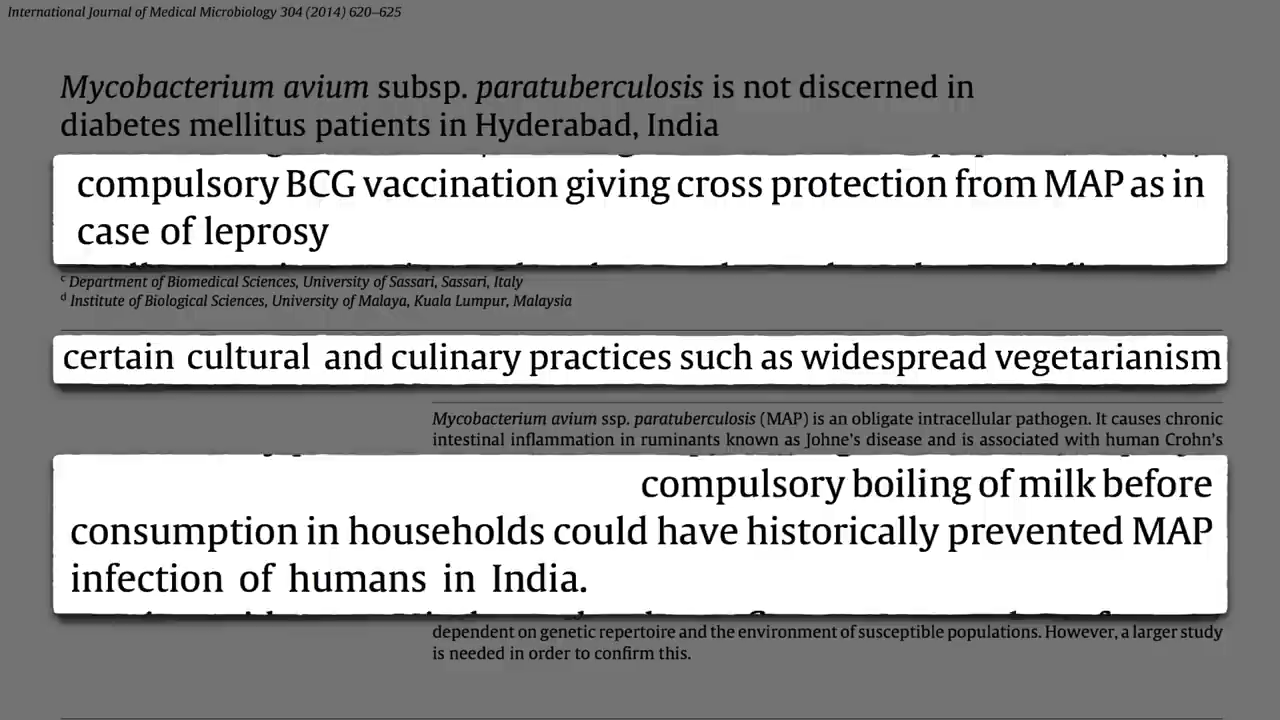 International Journal of Medical Microbiology 304 (2014) 620–625
Mycobacterium avium subsp. paratuberculosis is not discerned in
diabetes mellitus patients in Hyderabad, India
compulsory BCG vaccination giving cross protection from MAP as in
case of leprosy
c Department of Biomedical Sciences, University of Sassari, Sassari, Italy
d Institute of Biological Sciences, University of Malaya, Kuala Lumpur, Malaysia
certain cultural and culinary practices such as widespread vegetarianism
Mycobacterium avium ssp. paratuberculosis (MAP) is an obligate intracellular pathogen. It causes chronic
intestinal inflammation in ruminants known as Johne's disease and is associated with human Crohn's
compulsory boiling of milk before
consumption in households could have historically prevented MAP
infection of humans in India.
dependent on genetic repertoire and the environment of susceptible populations. However, a larger study
is needed in order to confirm this.